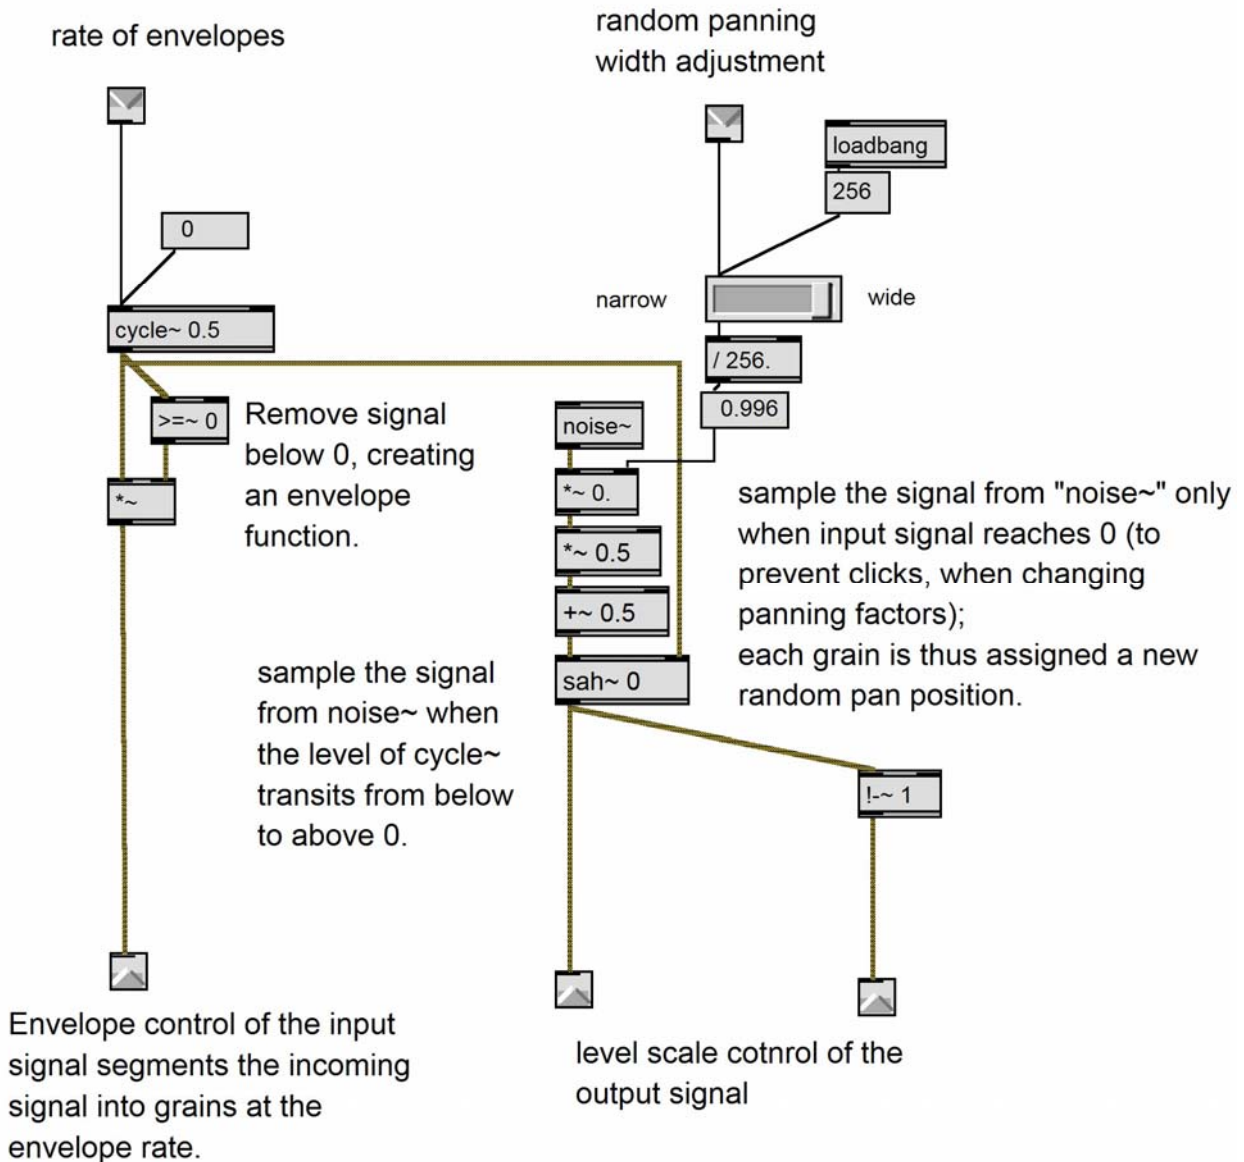 rate of envelopes
random panning
width adjustment
loadbang
256
0
narrow
wide
cycle~ 0.5
/ 256.
0.996
>=~ 0
Remove signal
below 0, creating
an envelope
function.
noise~
*~
*~ 0.
*~ 0.5
+~ 0.5
sah~ 0
sample the signal from "noise~" only
when input signal reaches 0 (to
prevent clicks, when changing
panning factors);
each grain is thus assigned a new
random pan position.
sample the signal
from noise~ when
the level of cycle~
transits from below
to above 0.
!-~ 1
Envelope control of the input
signal segments the incoming
signal into grains at the
envelope rate.
level scale cotnrol of the
output signal